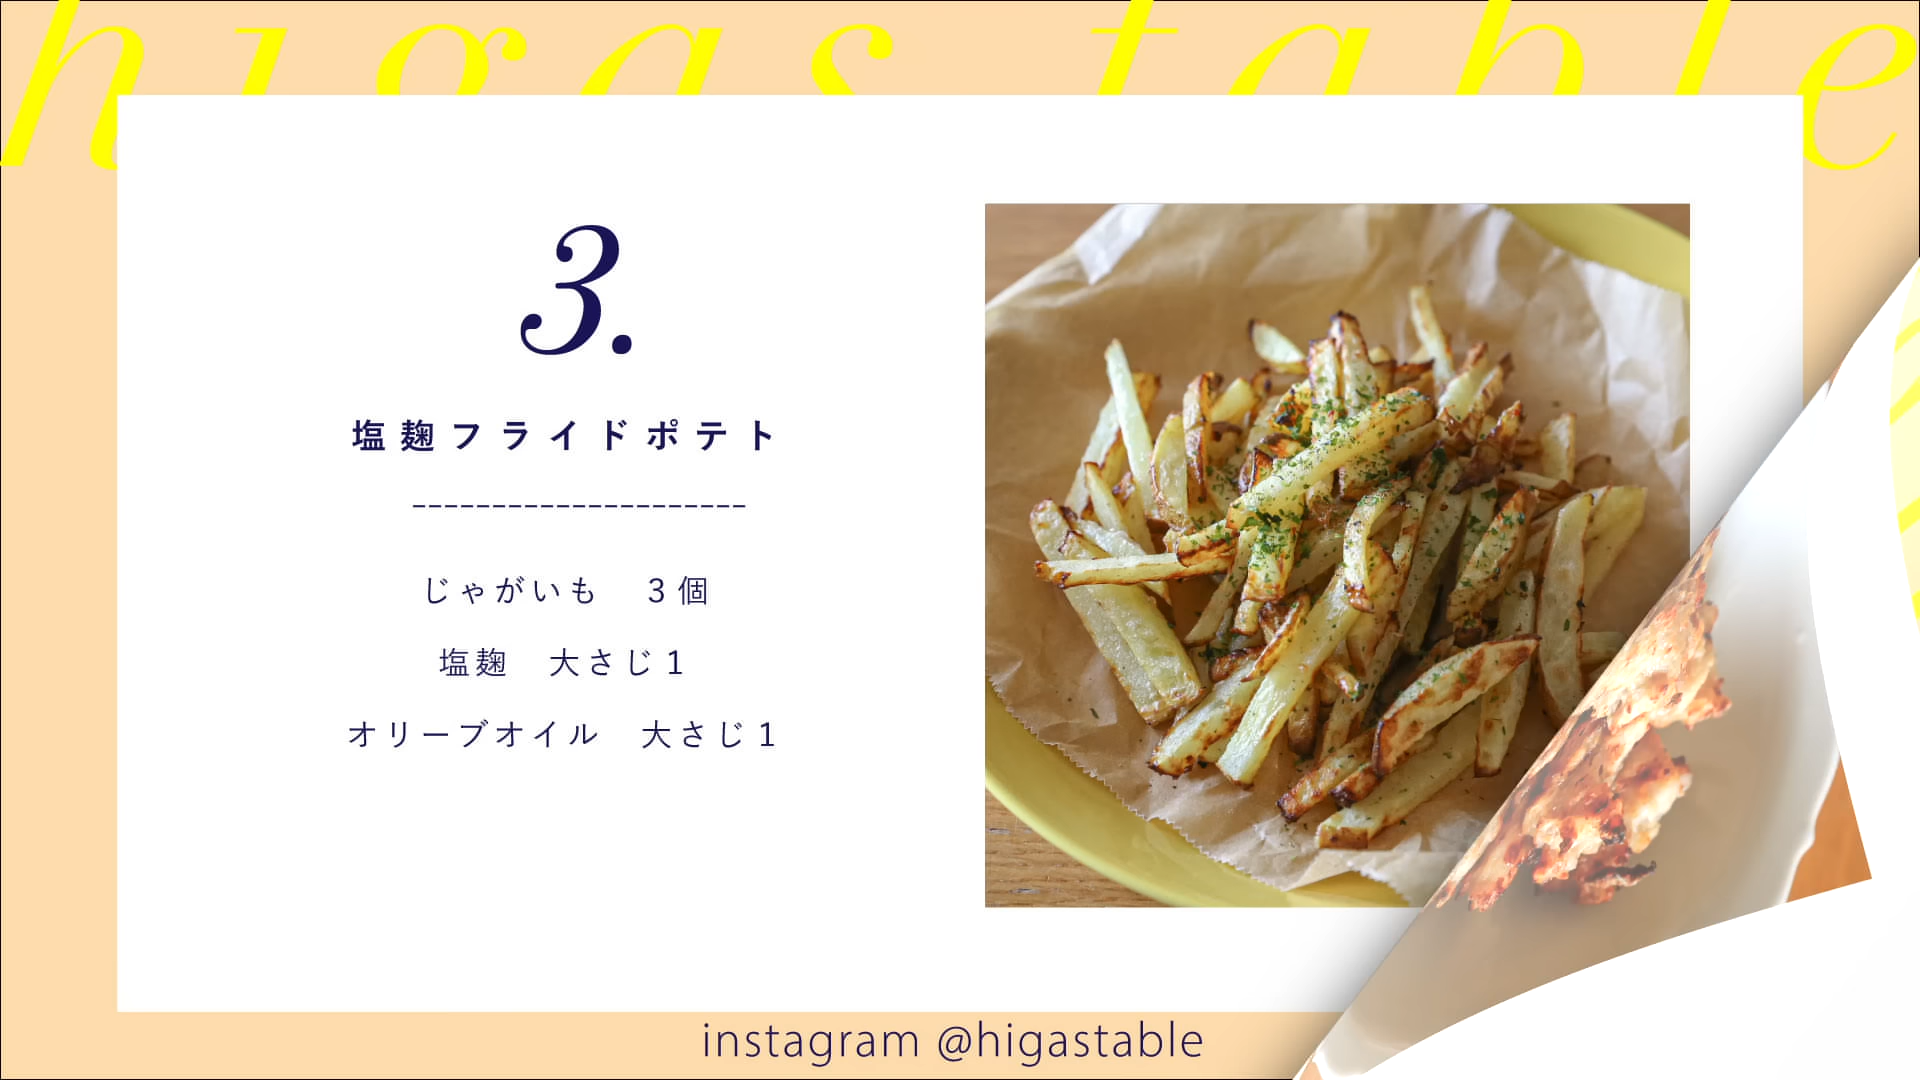 higas table
3.
塩麹フライドポテト
じゃがいも　３個
塩麹　大さじ１
オリーブオイル　大さじ１
instagram @higastable